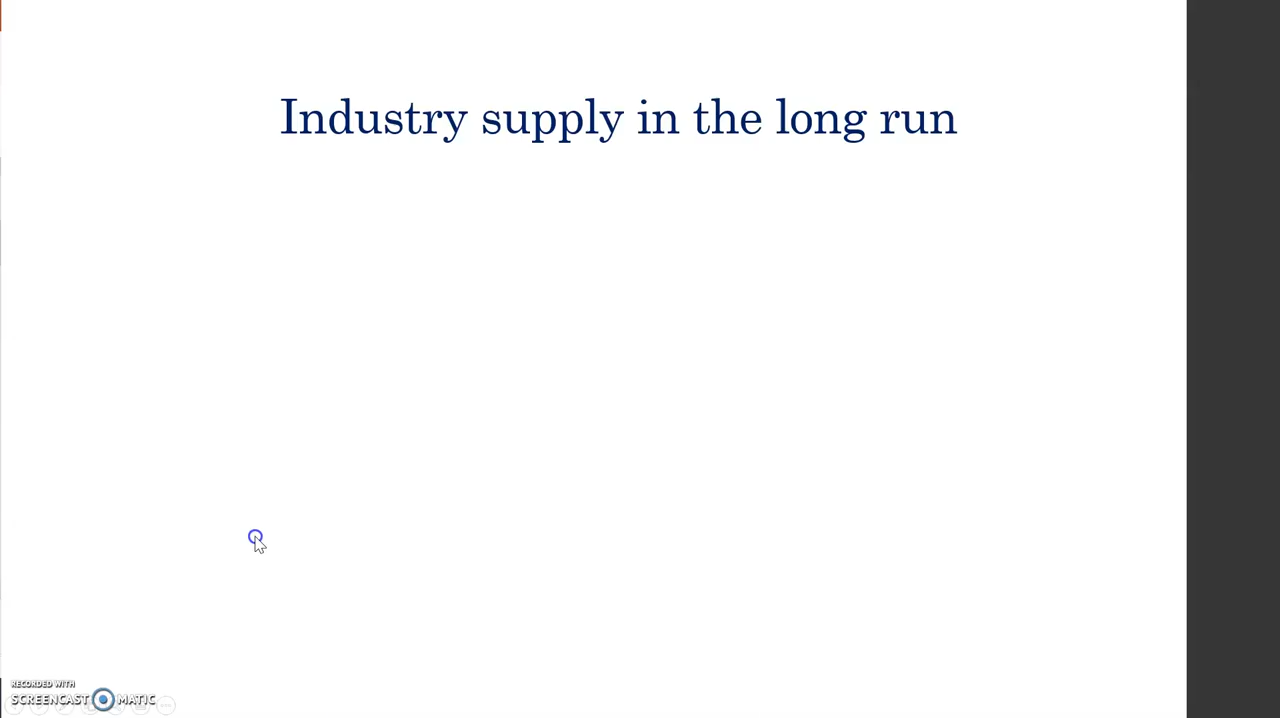 Industry supply in the long run
RECORDED WITH
SCREENCAST MATIC